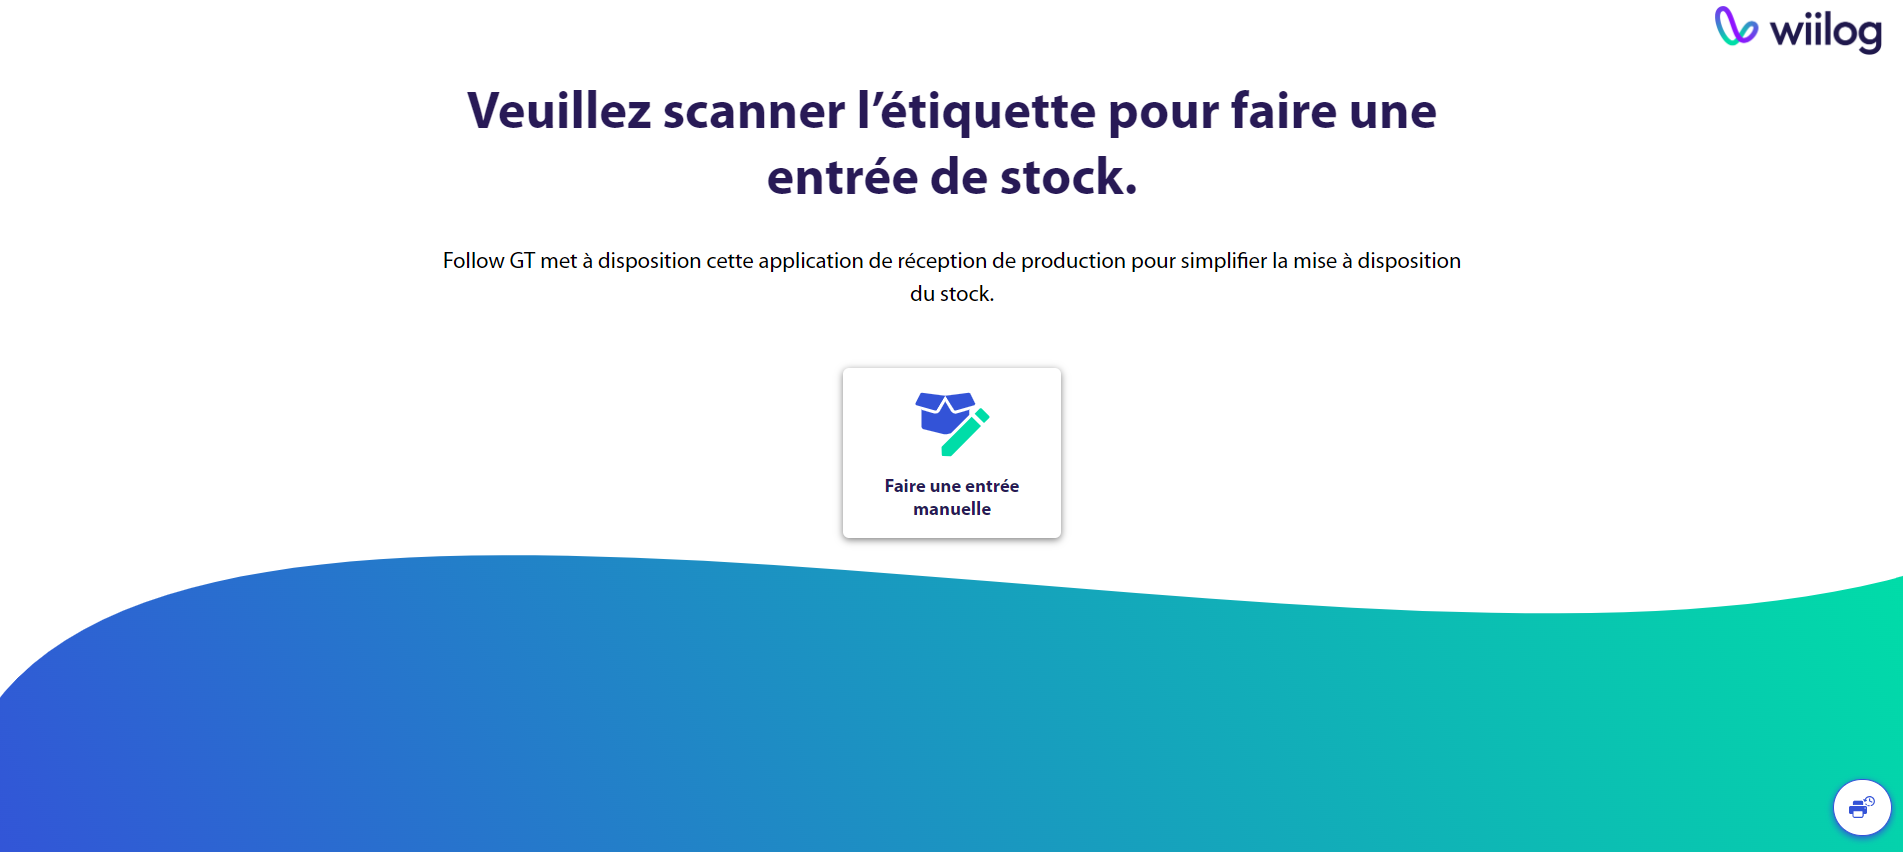 wiilog
Veuillez scanner l’étiquette pour faire une
entrée de stock.
Follow GT met à disposition cette application de réception de production pour simplifier la mise à disposition
du stock.
Faire une entrée
manuelle